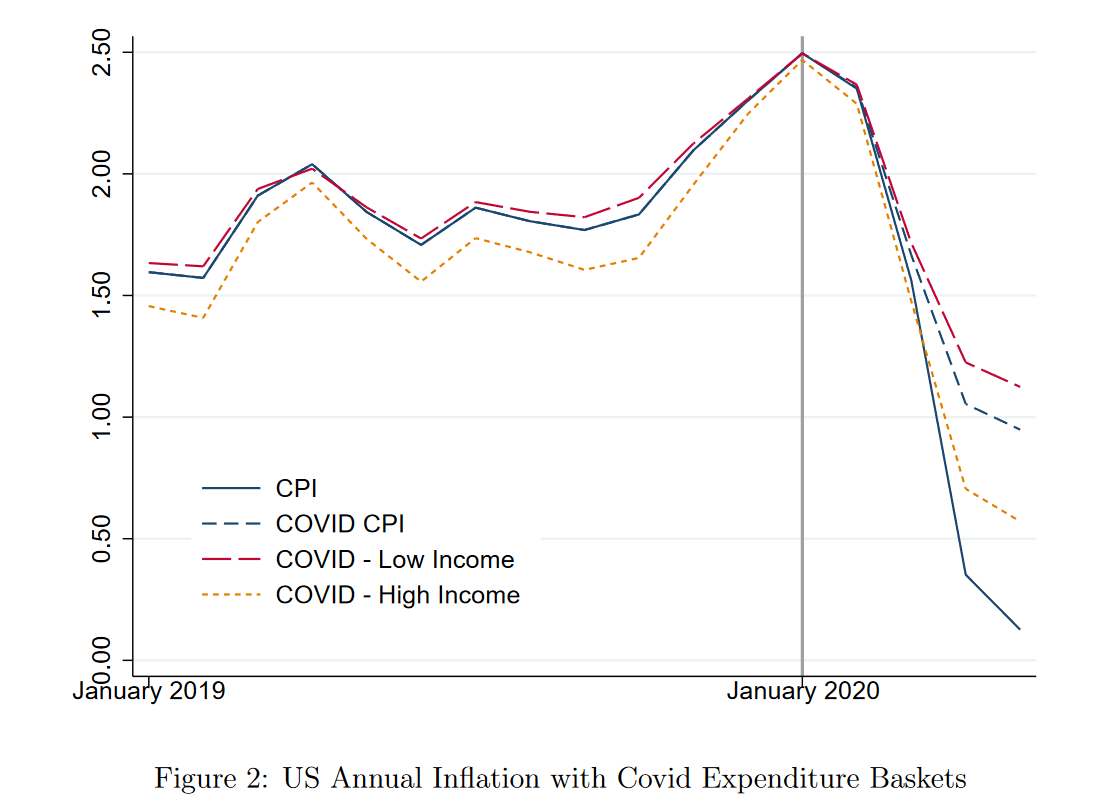 2.50
2.00
1.50
1.00
0.50
0.00
CPI
COVID CPI
COVID - Low Income
COVID - High Income
January 2019
January 2020
Figure 2: US Annual Inflation with Covid Expenditure Baskets